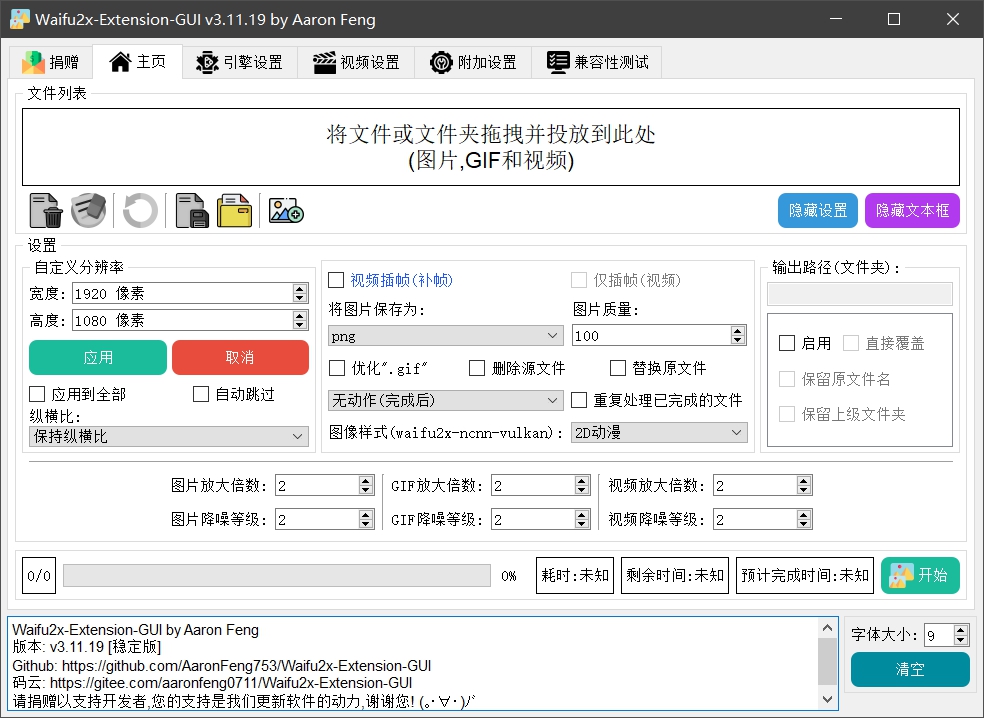 Waifu2x-Extension-GUI v3.11.19 by Aaron Feng
捐赠 主页 引擎设置 视频设置 附加设置 兼容性测试
文件列表
将文件或文件夹拖拽并投放到此处
(图片,GIF和视频)
隐藏设置 隐藏文本框
设置
自定义分辨率
宽度: 1920 像素
高度: 1080 像素
应用 取消
应用到全部 自动跳过
纵横比:
保持纵横比
视频插帧(补帧) 仅插帧(视频)
将图片保存为: 图片质量:
png 100
优化".gif" 删除源文件 替换原文件
无动作(完成后) 重复处理已完成的文件
图像样式(waifu2x-ncnn-vulkan): 2D动漫
输出路径(文件夹):
启用 直接覆盖
保留原文件名
保留上级文件夹
图片放大倍数: 2 GIF放大倍数: 2 视频放大倍数: 2
图片降噪等级: 2 GIF降噪等级: 2 视频降噪等级: 2
0/0 0% 耗时:未知 剩余时间:未知 预计完成时间:未知 开始
Waifu2x-Extension-GUI by Aaron Feng
版本: v3.11.19 [稳定版]
Github: https://github.com/AaronFeng753/Waifu2x-Extension-GUI
码云: https://gitee.com/aaronfeng0711/Waifu2x-Extension-GUI
请捐赠以支持开发者,您的支持是我们更新软件的动力,谢谢您! (｡･∀･)ﾉﾞ
字体大小: 9
清空